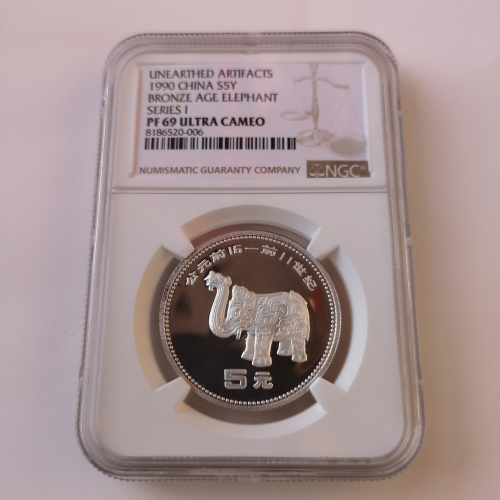 UNEARTHED ARTIFACTS
1990 CHINA S5Y
BRONZE AGE ELEPHANT
SERIES I
PF 69 ULTRA CAMEO
8186520-006
NUMISMATIC GUARANTY COMPANY
NGC
公元前16一前11世纪
5元